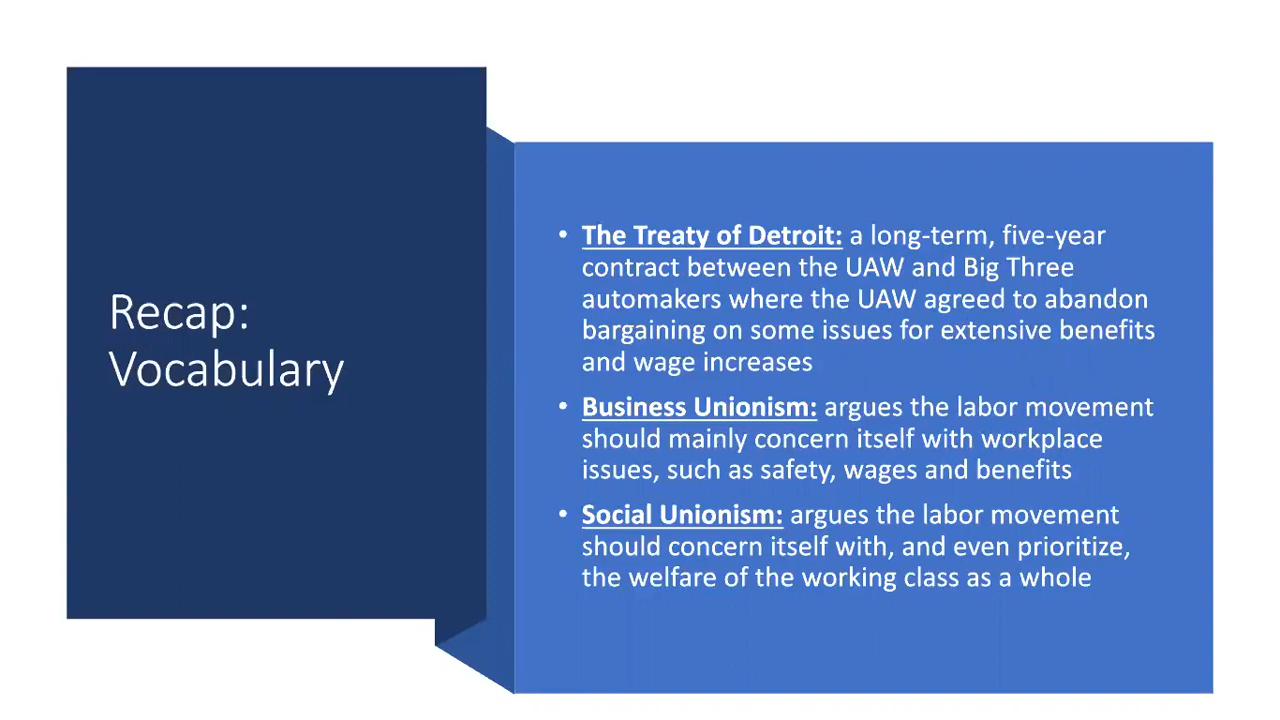 Recap:
Vocabulary
• The Treaty of Detroit: a long-term, five-year
contract between the UAW and Big Three
automakers where the UAW agreed to abandon
bargaining on some issues for extensive benefits
and wage increases
• Business Unionism: argues the labor movement
should mainly concern itself with workplace
issues, such as safety, wages and benefits
• Social Unionism: argues the labor movement
should concern itself with, and even prioritize,
the welfare of the working class as a whole